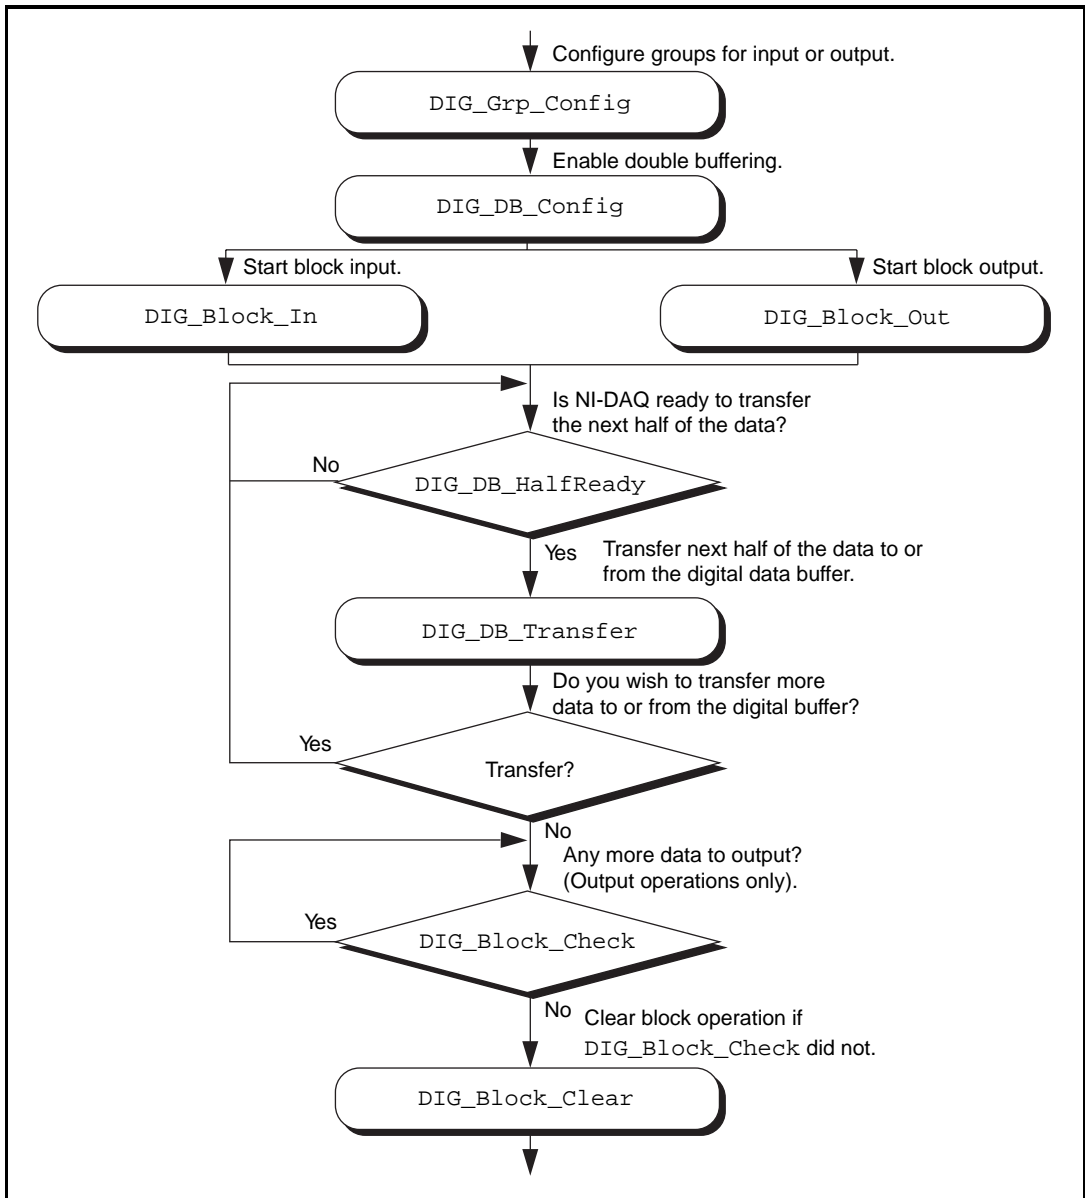 Configure groups for input or output.
DIG_Grp_Config
Enable double buffering.
DIG_DB_Config
Start block input.
Start block output.
DIG_Block_In
DIG_Block_Out
Is NI-DAQ ready to transfer
the next half of the data?
No
DIG_DB_HalfReady
Yes
Transfer next half of the data to or
from the digital data buffer.
DIG_DB_Transfer
Do you wish to transfer more
data to or from the digital buffer?
Yes
Transfer?
No
Any more data to output?
(Output operations only).
Yes
DIG_Block_Check
No
Clear block operation if
DIG_Block_Check did not.
DIG_Block_Clear